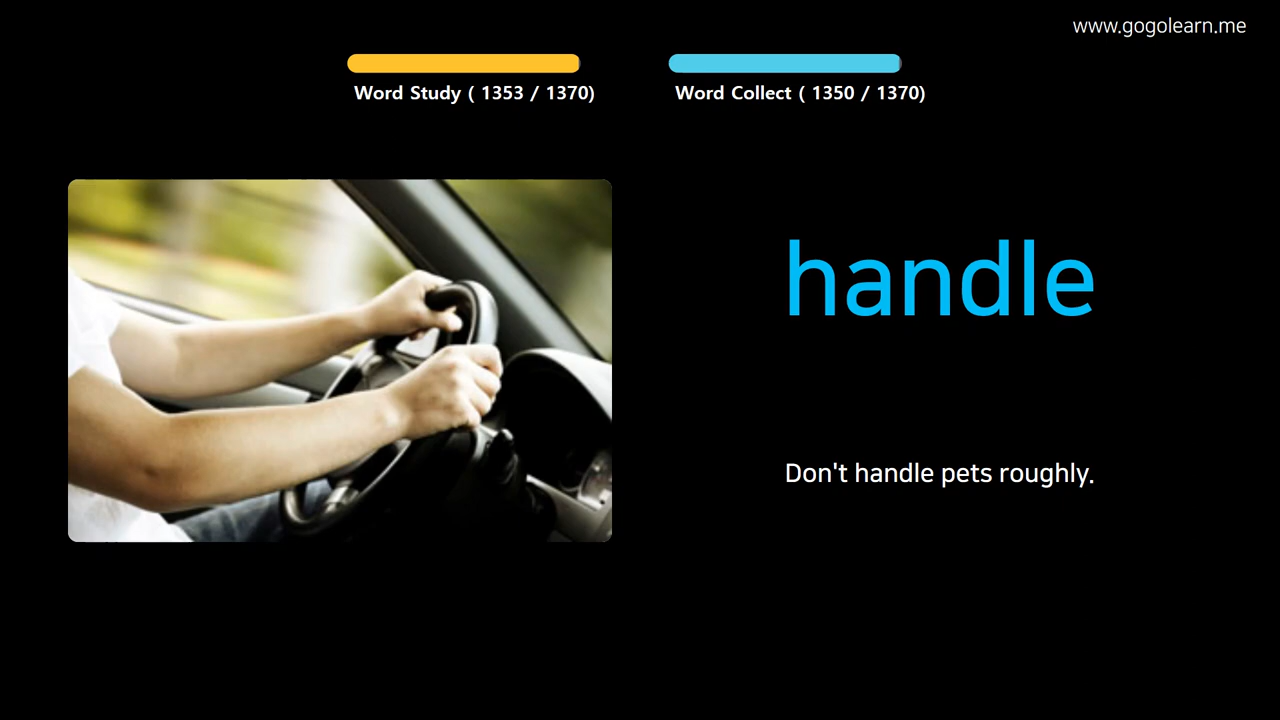 www.gogolearn.me
Word Study ( 1353 / 1370)
Word Collect ( 1350 / 1370)
handle
Don't handle pets roughly.